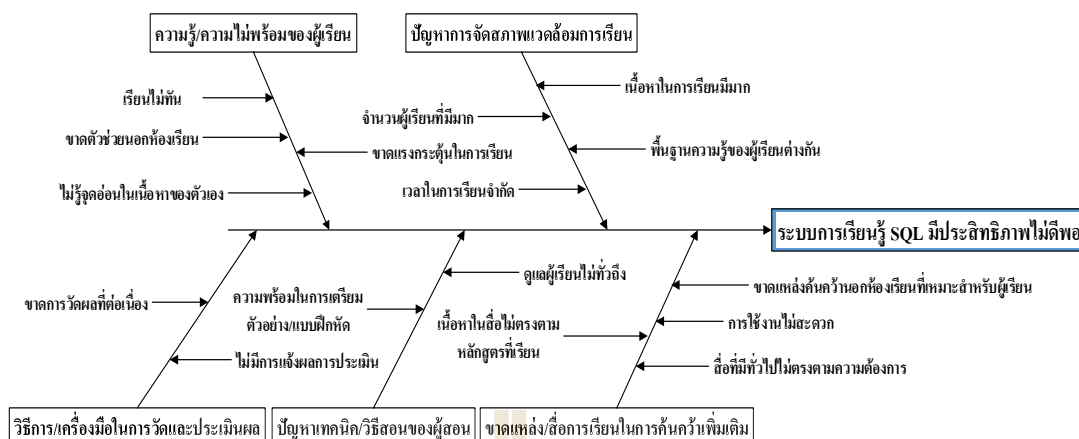 ความรู้/ความไม่พร้อมของผู้เรียน
ปัญหาการจัดสภาพแวดล้อมการเรียน
เรียนไม่ทัน
ขาดตัวช่วยนอกห้องเรียน
ขาดแรงกระตุ้นในการเรียน
ไม่รู้จุดอ่อนในเนื้อหาของตัวเอง
เนื้อหาในการเรียนมีมาก
จำนวนผู้เรียนที่มีมาก
พื้นฐานความรู้ของผู้เรียนต่างกัน
เวลาในการเรียนจำกัด
ระบบการเรียนรู้ SQL มีประสิทธิภาพไม่ดีพอ
ขาดการวัดผลที่ต่อเนื่อง
ไม่มีการแจ้งผลการประเมิน
ดูแลผู้เรียนไม่ทั่วถึง
ความพร้อมในการเตรียม
ตัวอย่าง/แบบฝึกหัด
ขาดแหล่งค้นคว้านอกห้องเรียนที่เหมาะสำหรับผู้เรียน
การใช้งานไม่สะดวก
เนื้อหาในสื่อไม่ตรงตาม
หลักสูตรที่เรียน
สื่อที่มีทั่วไปไม่ตรงตามความต้องการ
วิธีการ/เครื่องมือในการวัดและประเมินผล
ปัญหาเทคนิค/วิธีสอนของผู้สอน
ขาดแหล่ง/สื่อการเรียนในการค้นคว้าเพิ่มเติม